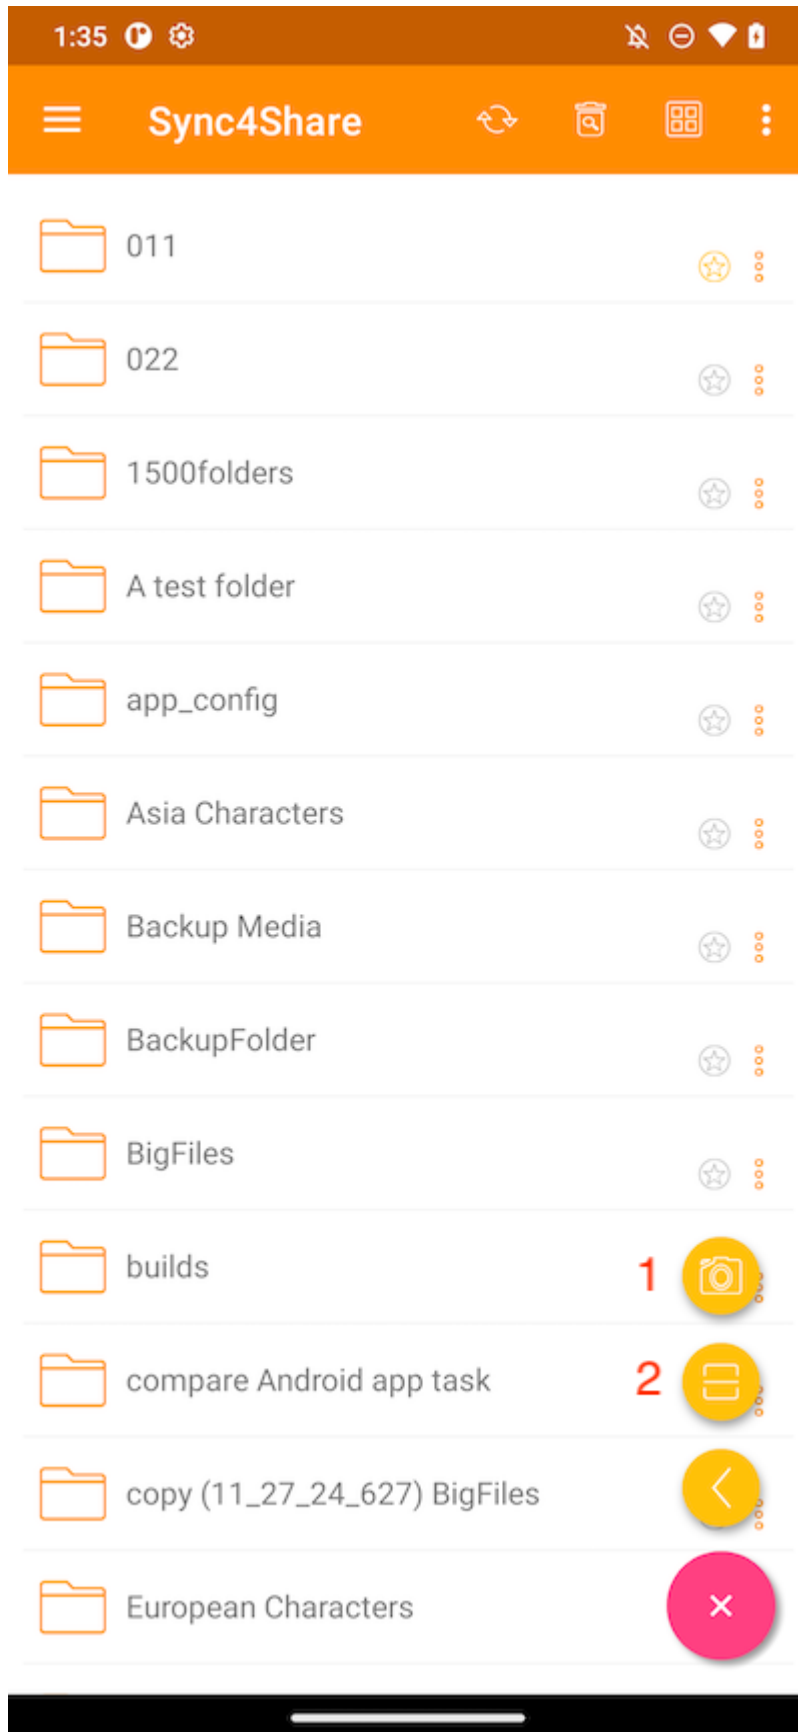 1:35
Sync4Share
011
022
1500folders
A test folder
app_config
Asia Characters
Backup Media
BackupFolder
BigFiles
builds
1
compare Android app task
2
copy (11_27_24_627) BigFiles
European Characters